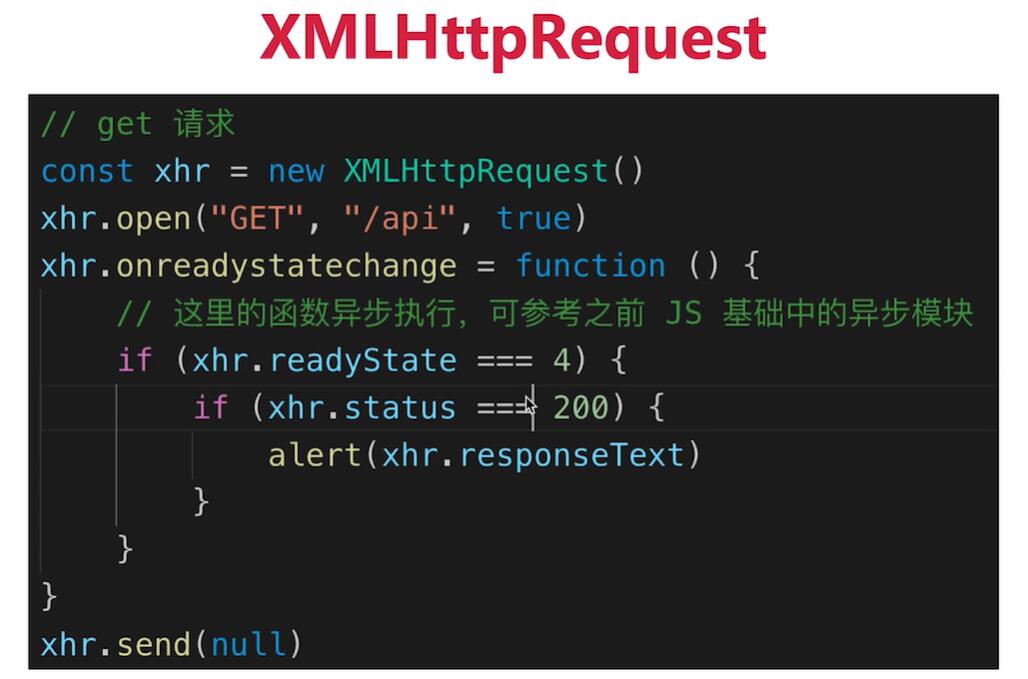 XMLHttpRequest
// get 请求
const xhr = new XMLHttpRequest()
xhr.open("GET", "/api", true)
xhr.onreadystatechange = function () {
// 这里的函数异步执行，可参考之前 JS 基础中的异步模块
if (xhr.readyState === 4) {
if (xhr.status === 200) {
alert(xhr.responseText)
}
}
}
xhr.send(null)